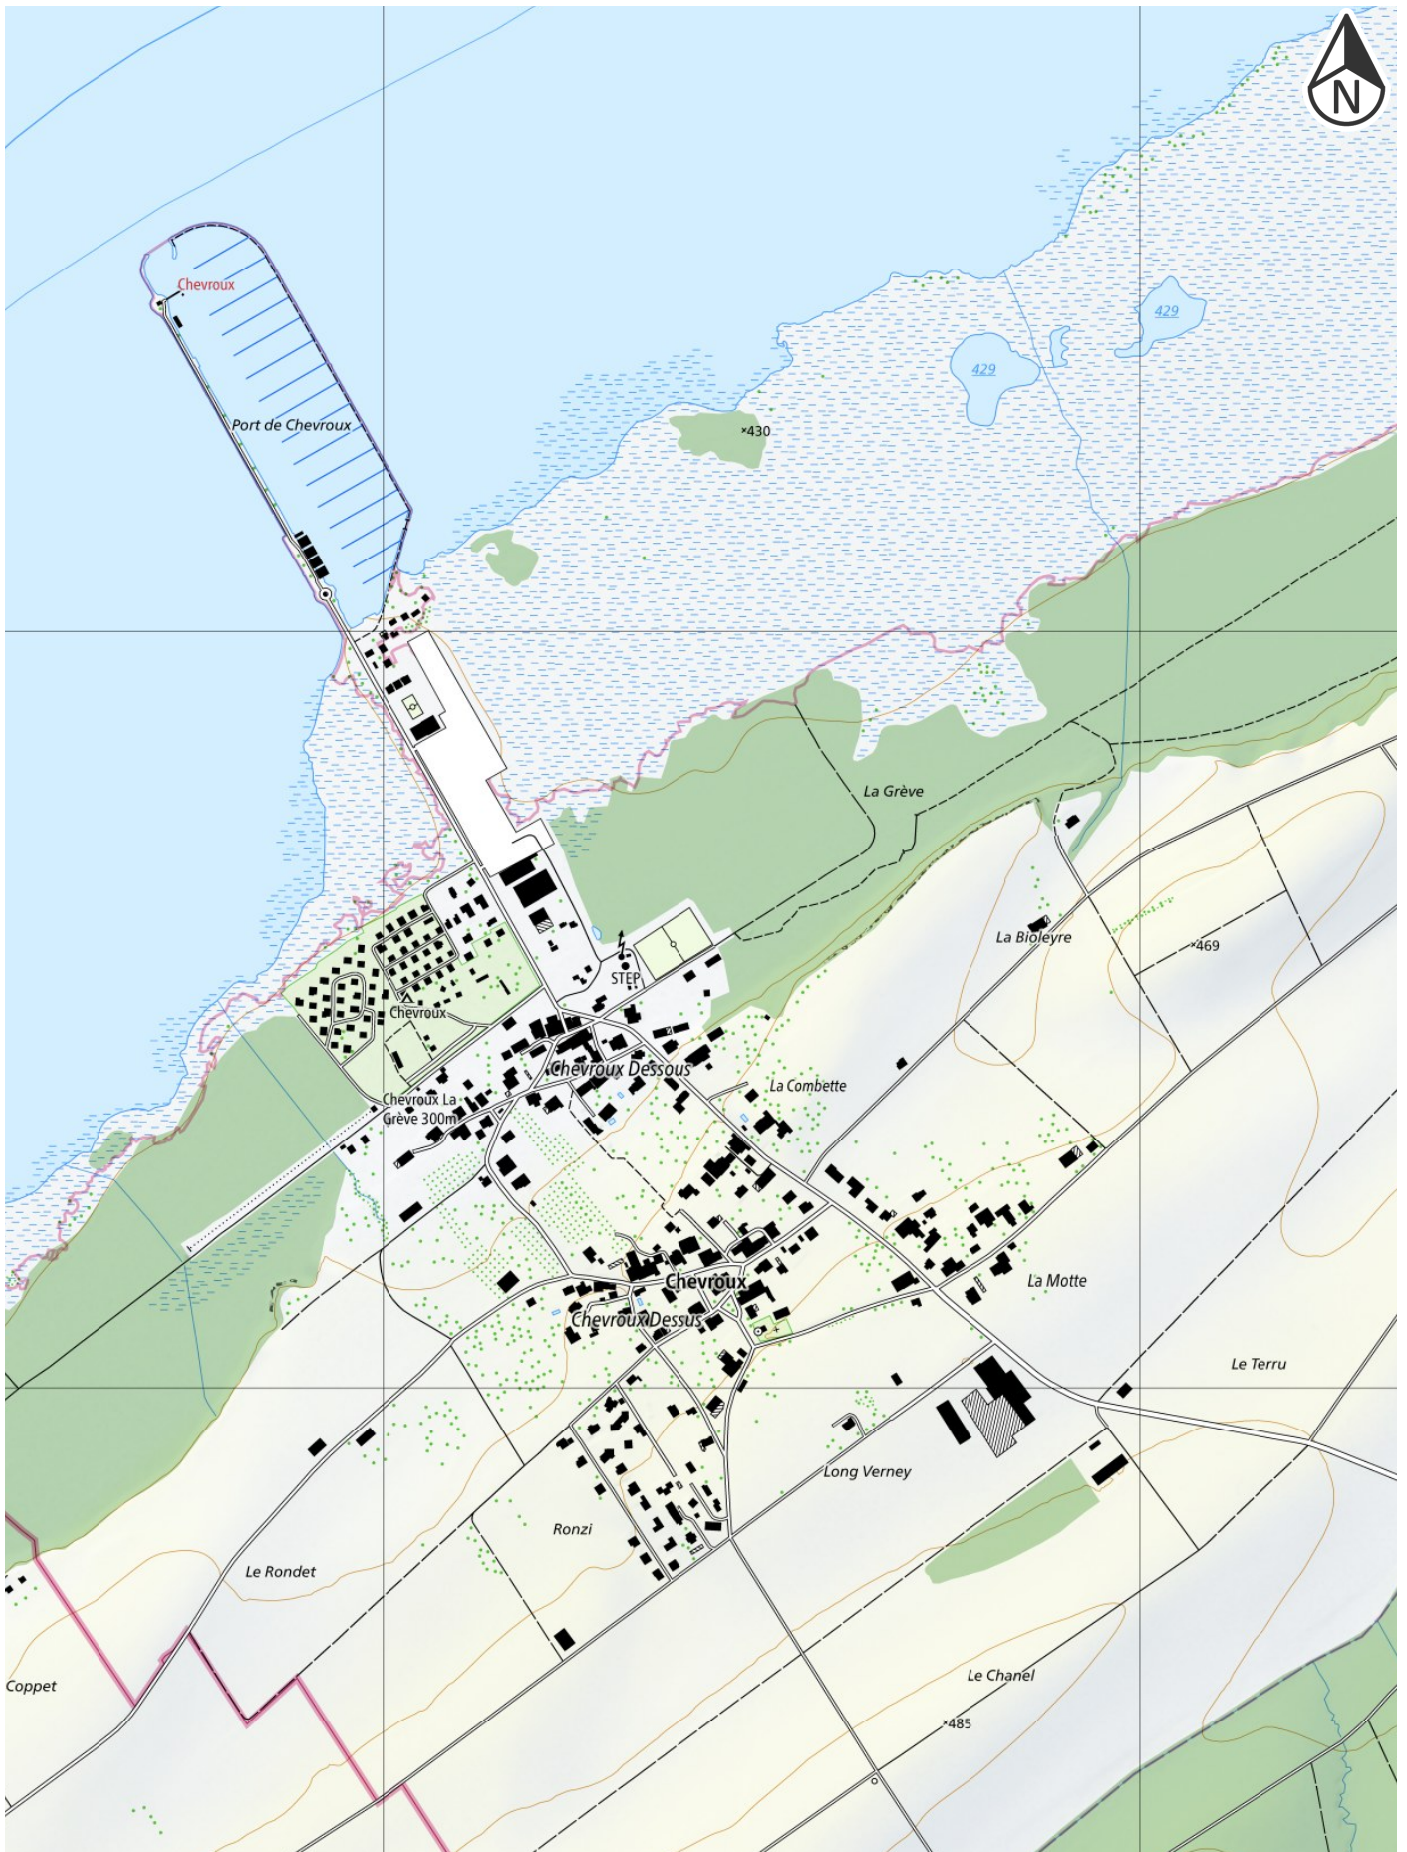 N
Chevroux
429
429
Port de Chevroux
430
La Grève
La Bioleyre
469
STEP
Chevroux
Chevroux Dessous
La Combette
Chevroux La
Grève 300m
Chevroux
La Motte
Chevroux Dessus
Le Terru
Long Verney
Ronzi
Le Rondet
Coppet
Le Chanel
485